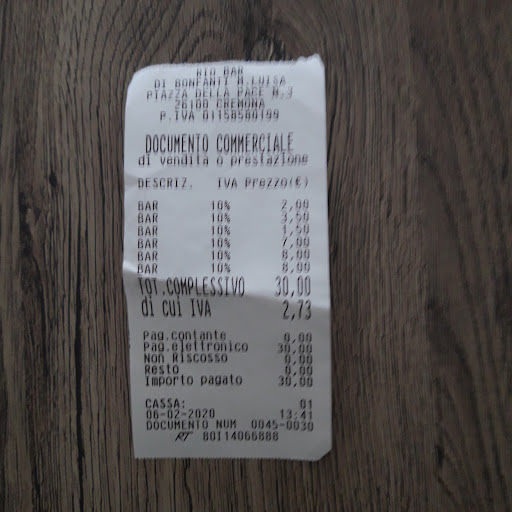 RIO BAR
DI BONFANTI M.LUISA
PIAZZA DELLA PACE N.3
26100 CREMONA
P.IVA 01158580199
DOCUMENTO COMMERCIALE
di vendita o prestazione
DESCRIZ. IVA Prezzo(€)
BAR 10% 2,00
BAR 10% 3,50
BAR 10% 1,50
BAR 10% 7,00
BAR 10% 8,00
BAR 10% 8,00
TOT.COMPLESSIVO 30,00
di cui IVA 2,73
Pag.contante 0,00
Pag.elettronico 30,00
Non Riscosso 0,00
Resto 0,00
Importo pagato 30,00
CASSA: 01
06-02-2020 13:41
DOCUMENTO NUM 0045-0030
RT 80I14066888